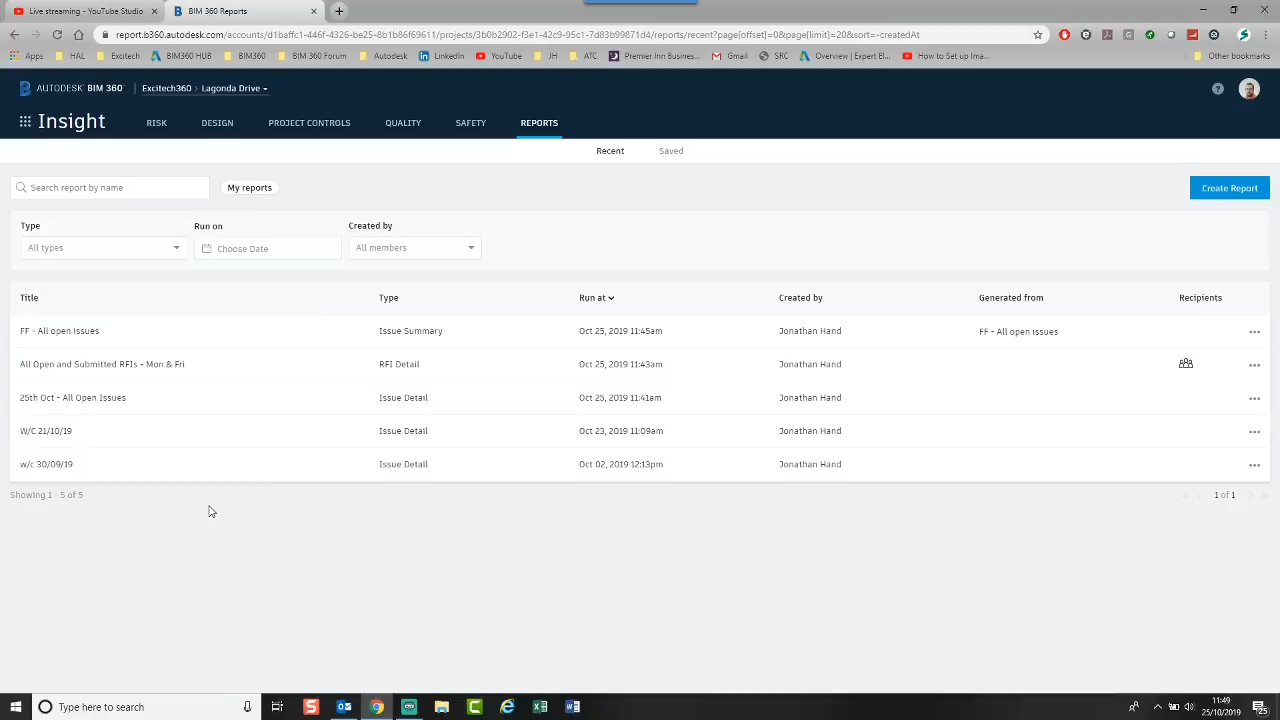 Live streaming - YouTube Studio
BIM 360 Reports
report.b360.autodesk.com/accounts/d1baffc1-446f-4326-be25-8b1b86f69611/projects/3b0b2902-f3e1-42c9-95c1-7d83b99871d4/reports/recent?page[offset]=0&page[limit]=20&sort=-createdAt
Apps
HAL
Excitech
BIM360 HUB
BIM360
BIM 360 Forum
Autodesk
LinkedIn
YouTube
JH
ATC
Premier Inn Busines...
Gmail
SRC
Overview | Expert El...
How to Set up Ima...
Other bookmarks
AUTODESK® BIM 360™
Excitech360 > Lagonda Drive
Insight
RISK
DESIGN
PROJECT CONTROLS
QUALITY
SAFETY
REPORTS
Recent
Saved
Search report by name
My reports
Create Report
Type
Run on
Created by
All types
Choose Date
All members
Title Type Run at Created by Generated from Recipients
FF - All open issues Issue Summary Oct 25, 2019 11:45am Jonathan Hand FF - All open issues
All Open and Submitted RFIs - Mon & Fri RFI Detail Oct 25, 2019 11:43am Jonathan Hand
25th Oct - All Open Issues Issue Detail Oct 25, 2019 11:41am Jonathan Hand
W/C 21/10/19 Issue Detail Oct 23, 2019 11:09am Jonathan Hand
w/c 30/09/19 Issue Detail Oct 02, 2019 12:13pm Jonathan Hand
Showing 1 - 5 of 5
1 of 1
Type here to search
11:49
25/10/2019